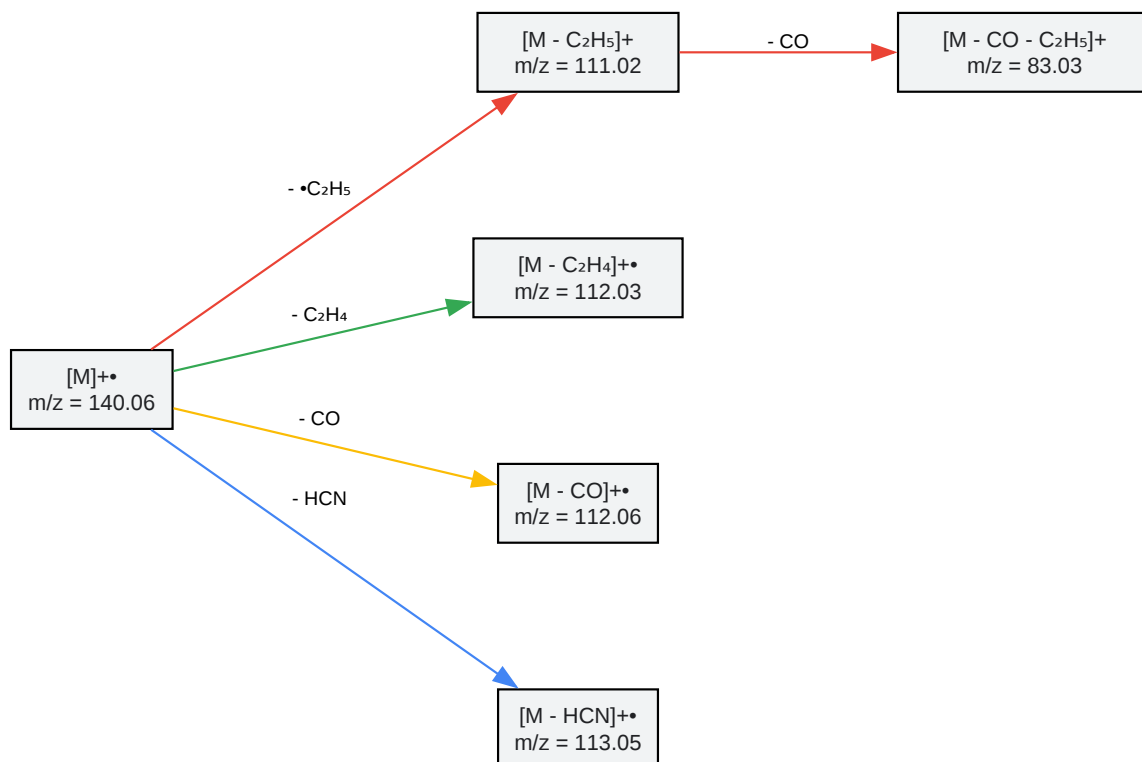 [M - C₂H₅]+
m/z = 111.02
- CO
[M - CO - C₂H₅]+
m/z = 83.03
- •C₂H₅
[M - C₂H₄]+•
m/z = 112.03
- C₂H₄
[M]+•
m/z = 140.06
- CO
[M - CO]+•
m/z = 112.06
- HCN
[M - HCN]+•
m/z = 113.05